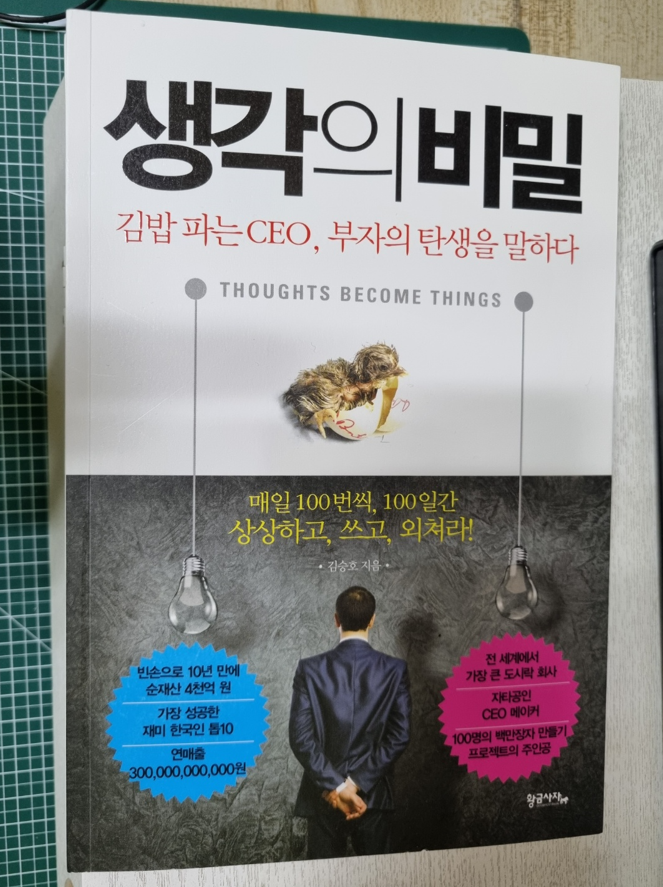 생각의 비밀
김밥 파는 CEO, 부자의 탄생을 말하다
THOUGHTS BECOME THINGS
매일 100번씩, 100일간
상상하고, 쓰고, 외쳐라!
• 김승호 지음 •
빈손으로 10년 만에
순재산 4천억 원
가장 성공한
재미 한국인 톱10
연매출
300,000,000,000원
전 세계에서
가장 큰 도시락 회사
자타공인
CEO 메이커
100명의 백만장자 만들기
프로젝트의 주인공
황금사자